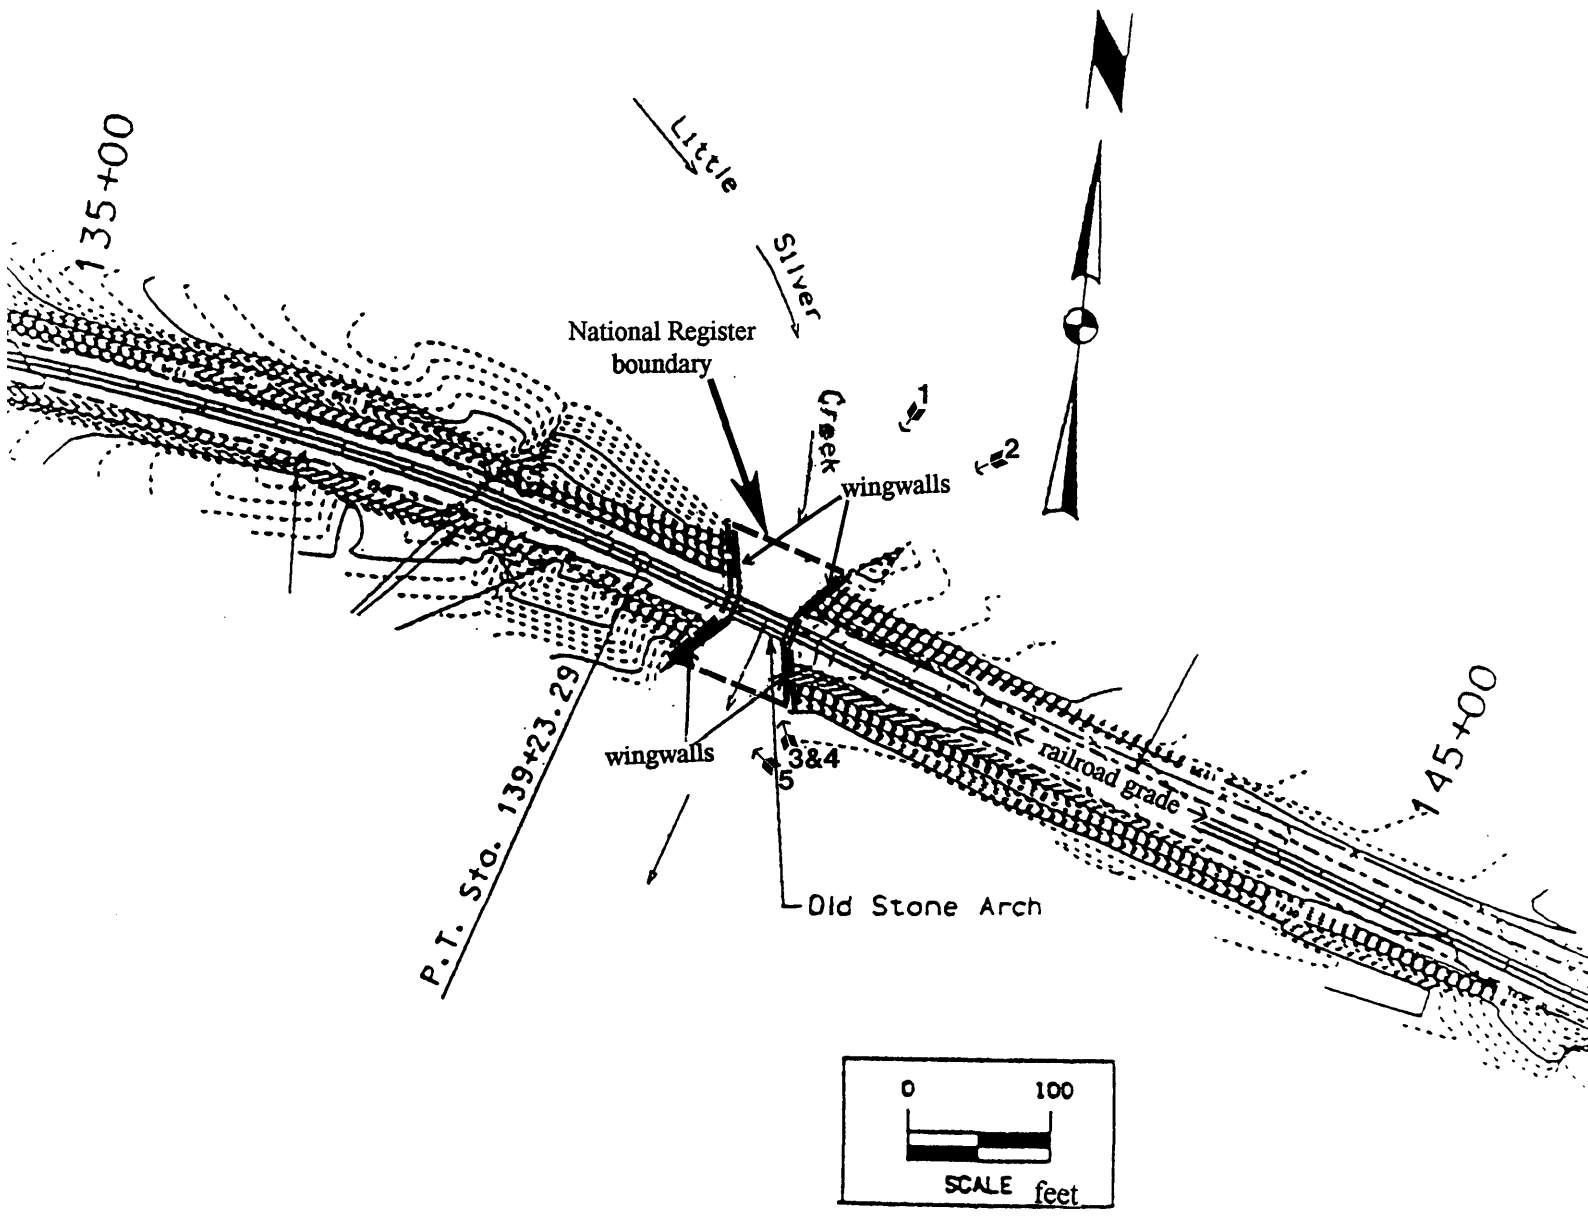 N
135+00
Little
Silver
Creek
National Register
boundary
1
2
wingwalls
wingwalls
3&4
5
railroad grade
145+00
P.T. Sta. 139+23.29
Old Stone Arch
0 100
SCALE feet